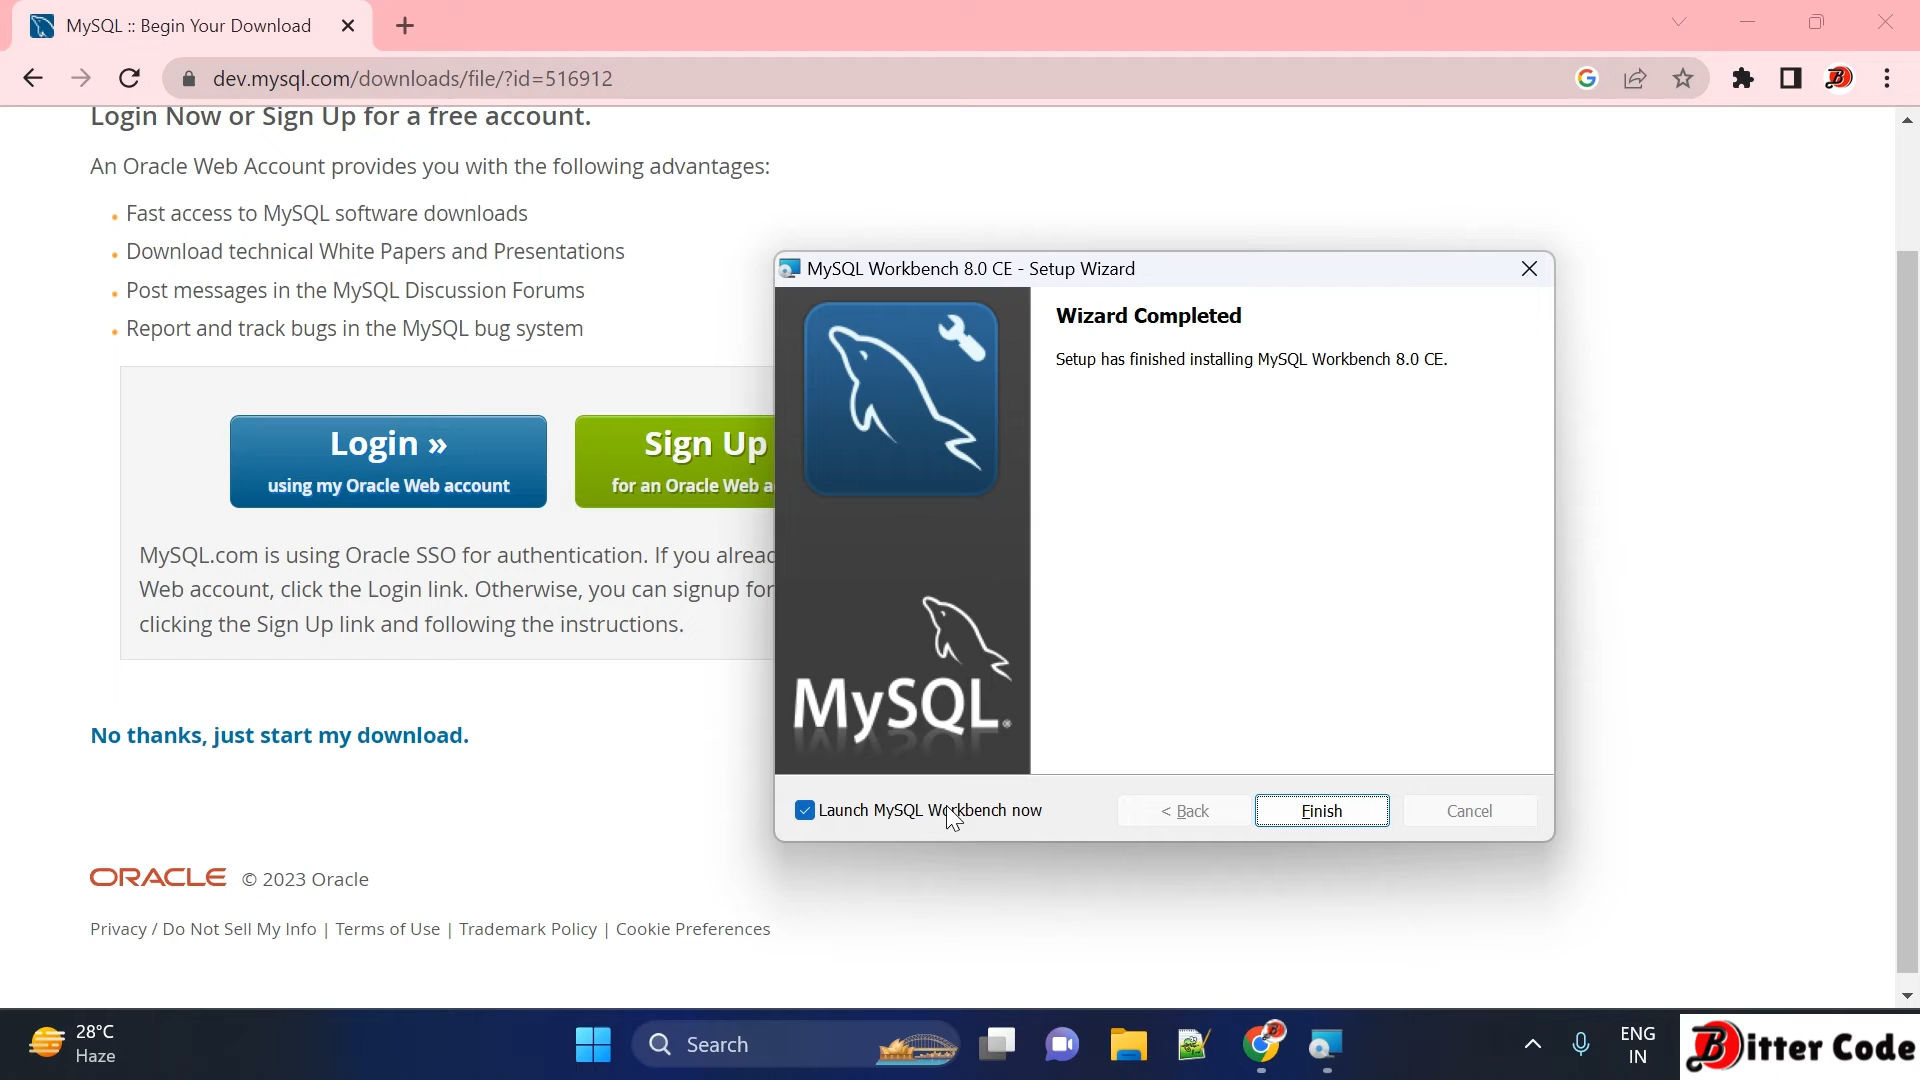 MySQL :: Begin Your Download
dev.mysql.com/downloads/file/?id=516912
Login Now or Sign Up for a free account.
An Oracle Web Account provides you with the following advantages:
Fast access to MySQL software downloads
Download technical White Papers and Presentations
Post messages in the MySQL Discussion Forums
Report and track bugs in the MySQL bug system
Login »
using my Oracle Web account
Sign Up
for an Oracle Web a
MySQL.com is using Oracle SSO for authentication. If you alread
Web account, click the Login link. Otherwise, you can signup for
clicking the Sign Up link and following the instructions.
No thanks, just start my download.
ORACLE © 2023 Oracle
Privacy / Do Not Sell My Info | Terms of Use | Trademark Policy | Cookie Preferences
MySQL Workbench 8.0 CE - Setup Wizard
Wizard Completed
Setup has finished installing MySQL Workbench 8.0 CE.
MySQL®
Launch MySQL Workbench now
< Back
Finish
Cancel
28°C
Haze
Search
ENG
IN
Bitter Code